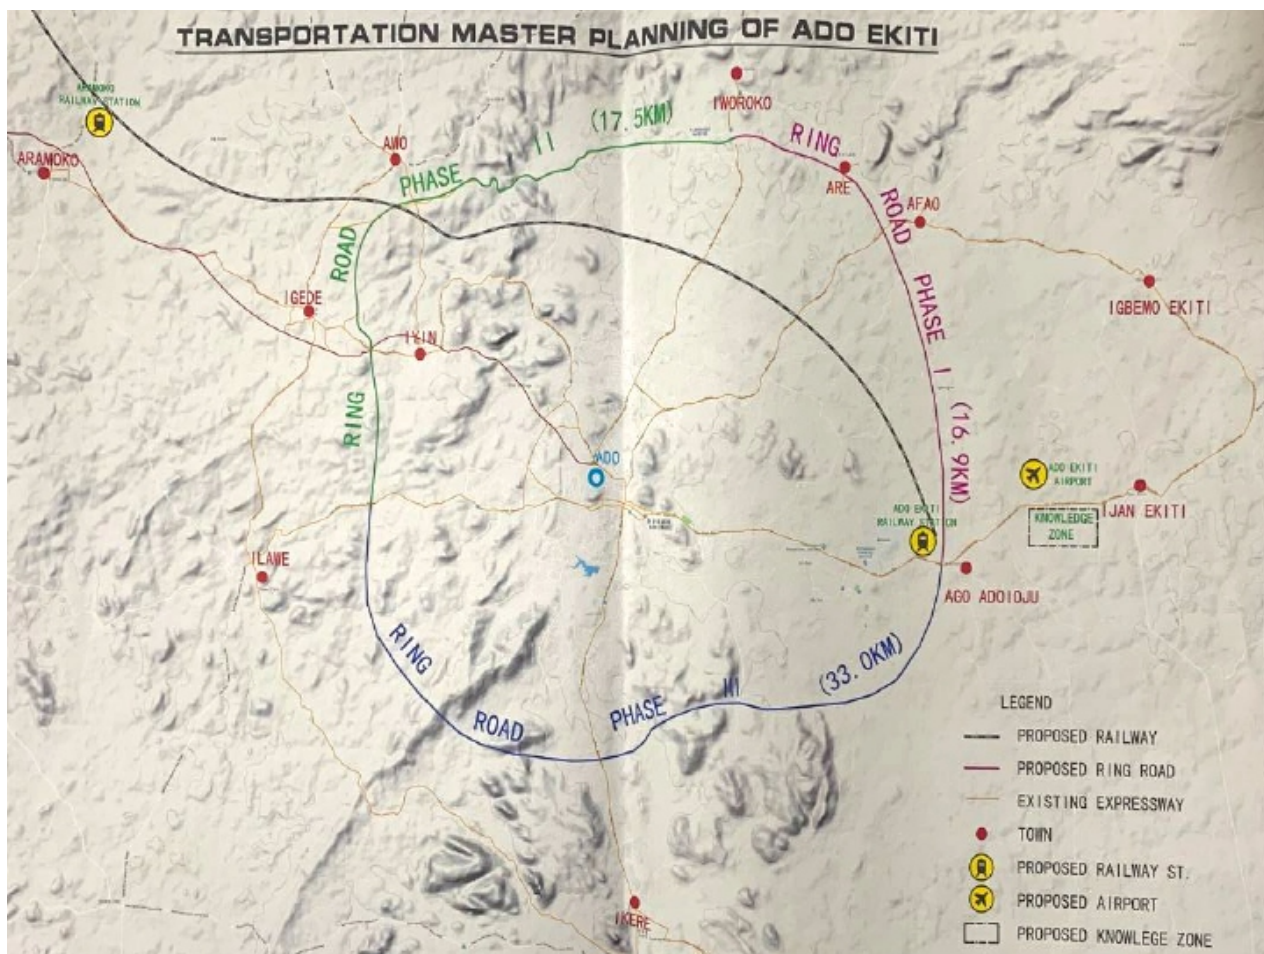 TRANSPORTATION MASTER PLANNING OF ADO EKITI
ARAMOKO
RAILWAY STATION
ARAMOKO
AWO
IWOROKO
RING ROAD PHASE II (17.5KM)
RING ROAD PHASE I (16.9KM)
ARE
AFAO
IGBEMO EKITI
IGEDE
IYIN
ADO
ADO EKITI
AIRPORT
IJAN EKITI
KNOWLEDGE
ZONE
ADO EKITI
RAILWAY STATION
AGO ADOIOJU
ILAWE
RING ROAD PHASE III (33.0KM)
IKERE
LEGEND
PROPOSED RAILWAY
PROPOSED RING ROAD
EXISTING EXPRESSWAY
TOWN
PROPOSED RAILWAY ST.
PROPOSED AIRPORT
PROPOSED KNOWLEGE ZONE